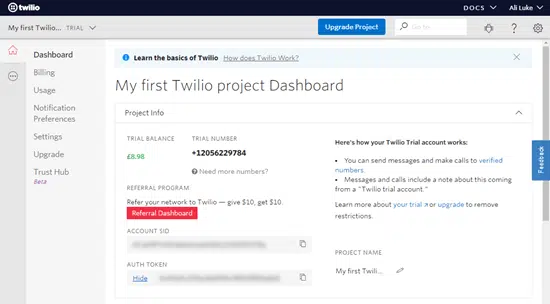 twilio
DOCS
Ali Luke
My first Twilio... TRIAL
Upgrade Project
Go to...
Dashboard
Billing
Usage
Notification
Preferences
Settings
Upgrade
Trust Hub
Beta
Learn the basics of Twilio How does Twilio Work?
My first Twilio project Dashboard
Project Info
TRIAL BALANCE
£8.98
TRIAL NUMBER
+12056229784
Need more numbers?
REFERRAL PROGRAM
Refer your network to Twilio — give $10, get $10.
Referral Dashboard
ACCOUNT SID
AUTH TOKEN
Hide
Here's how your Twilio Trial account works:
You can send messages and make calls to verified
numbers.
Messages and calls include a note about this coming
from a "Twilio trial account."
Learn more about your trial or upgrade to remove
restrictions.
PROJECT NAME
My first Twili...
Feedback